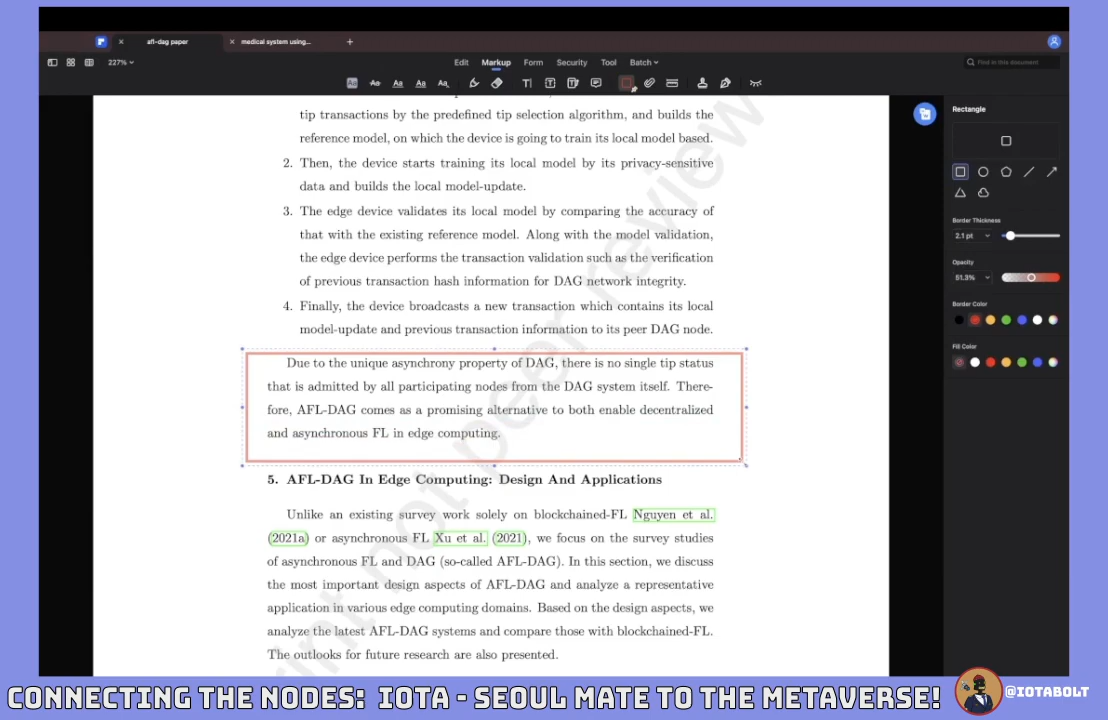 afl-dag paper
medical system using...
227%
Edit Markup Form Security Tool Batch
Find in this document
Rectangle
tip transactions by the predefined tip selection algorithm, and builds the
reference model, on which the device is going to train its local model based.
2. Then, the device starts training its local model by its privacy-sensitive
data and builds the local model-update.
3. The edge device validates its local model by comparing the accuracy of
that with the existing reference model. Along with the model validation,
the edge device performs the transaction validation such as the verification
of previous transaction hash information for DAG network integrity.
4. Finally, the device broadcasts a new transaction which contains its local
model-update and previous transaction information to its peer DAG node.
Due to the unique asynchrony property of DAG, there is no single tip status
that is admitted by all participating nodes from the DAG system itself. There-
fore, AFL-DAG comes as a promising alternative to both enable decentralized
and asynchronous FL in edge computing.
5. AFL-DAG In Edge Computing: Design And Applications
Unlike an existing survey work solely on blockchained-FL Nguyen et al.
(2021a) or asynchronous FL Xu et al. (2021), we focus on the survey studies
of asynchronous FL and DAG (so-called AFL-DAG). In this section, we discuss
the most important design aspects of AFL-DAG and analyze a representative
application in various edge computing domains. Based on the design aspects, we
analyze the latest AFL-DAG systems and compare those with blockchained-FL.
The outlooks for future research are also presented.
rint not peer review
Border Thickness
2.1 pt
Opacity
51.3%
Border Color
Fill Color
CONNECTING THE NODES: IOTA - SEOUL MATE TO THE METAVERSE!
@IOTABOLT